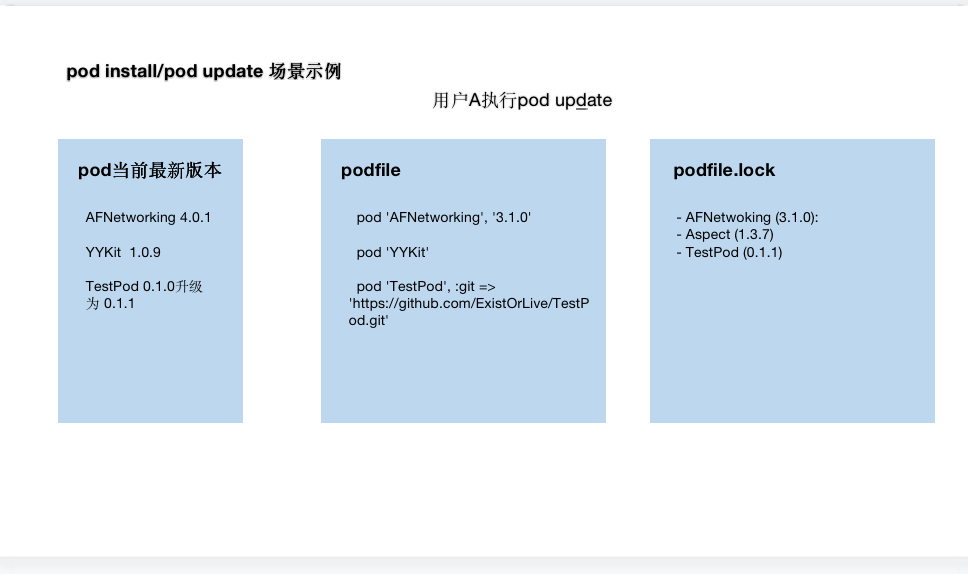 pod install/pod update 场景示例
用户A执行pod update
pod当前最新版本
AFNetworking 4.0.1
YYKit  1.0.9
TestPod 0.1.0升级
为 0.1.1
podfile
pod 'AFNetworking', '3.1.0'
pod 'YYKit'
pod 'TestPod', :git =>
'https://github.com/ExistOrLive/TestP
od.git'
podfile.lock
- AFNetwoking (3.1.0):
- Aspect (1.3.7)
- TestPod (0.1.1)